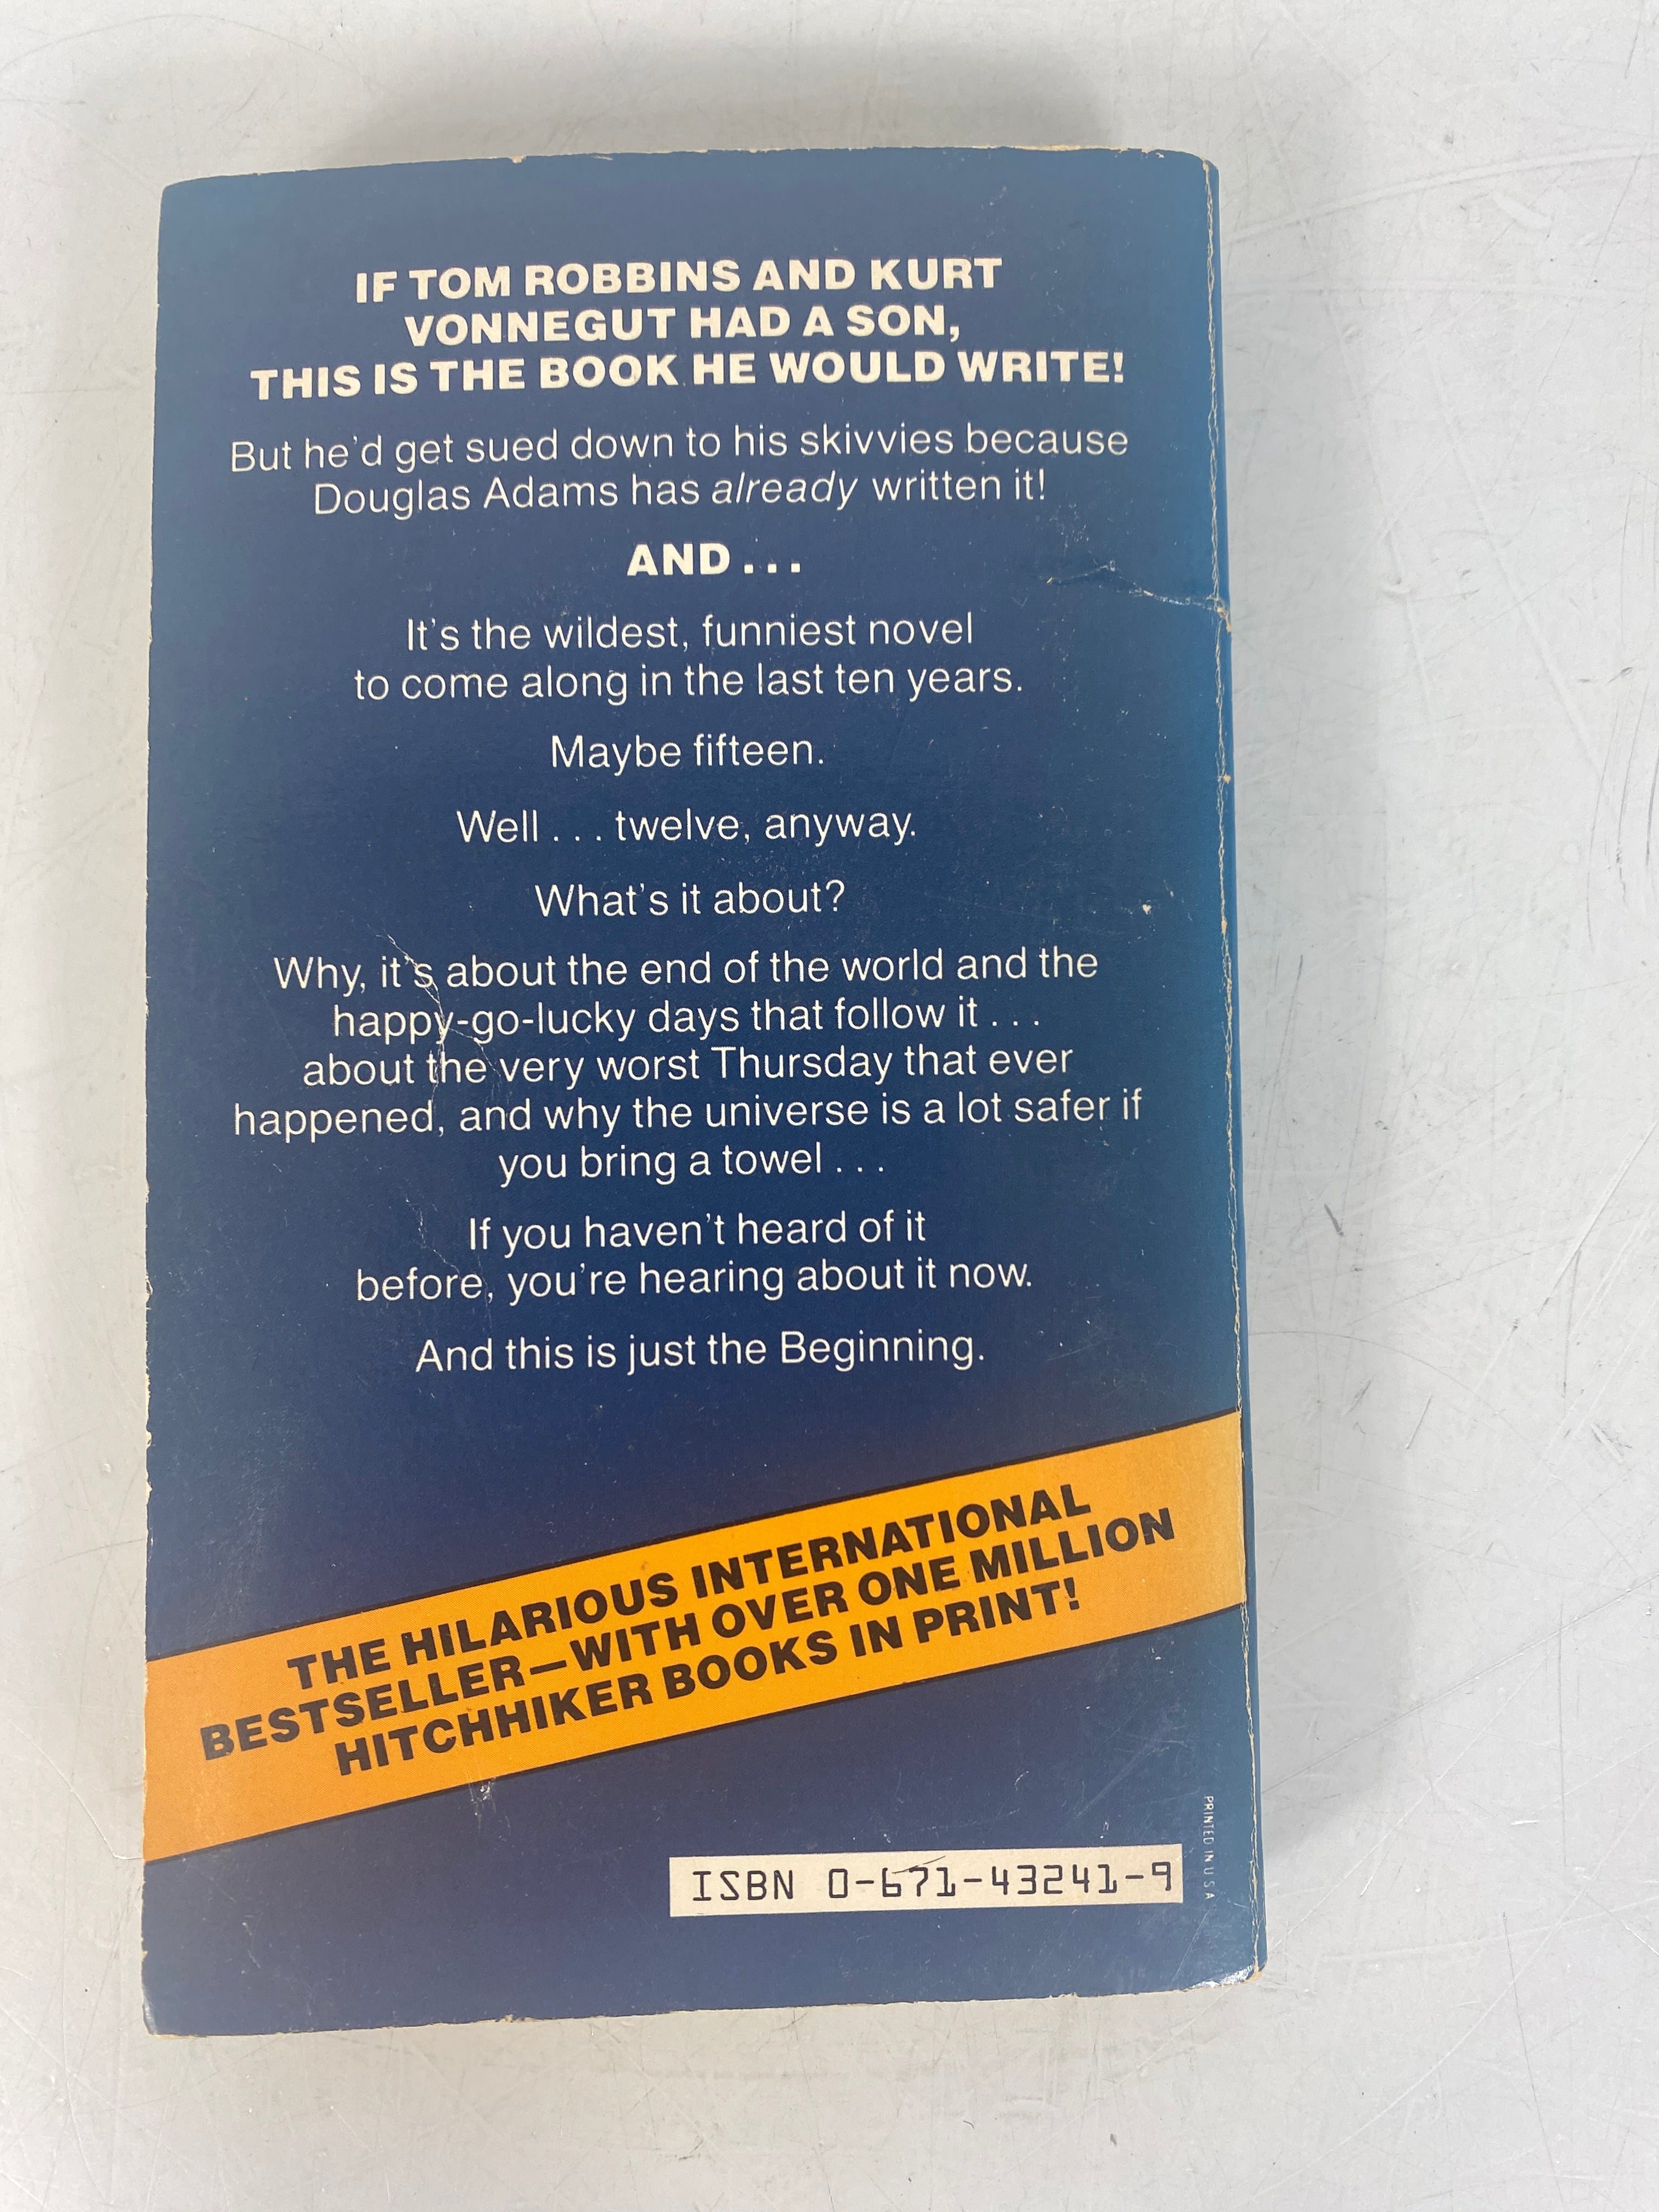 IF TOM ROBBINS AND KURT
VONNEGUT HAD A SON,
THIS IS THE BOOK HE WOULD WRITE!
But he'd get sued down to his skivvies because
Douglas Adams has already written it!
AND . . .
It's the wildest, funniest novel
to come along in the last ten years.
Maybe fifteen.
Well . . . twelve, anyway.
What's it about?
Why, it's about the end of the world and the
happy-go-lucky days that follow it . . .
about the very worst Thursday that ever
happened, and why the universe is a lot safer if
you bring a towel . . .
If you haven't heard of it
before, you're hearing about it now.
And this is just the Beginning.
THE HILARIOUS INTERNATIONAL
BESTSELLER—WITH OVER ONE MILLION
HITCHHIKER BOOKS IN PRINT!
ISBN 0-671-43241-9
PRINTED IN U S A